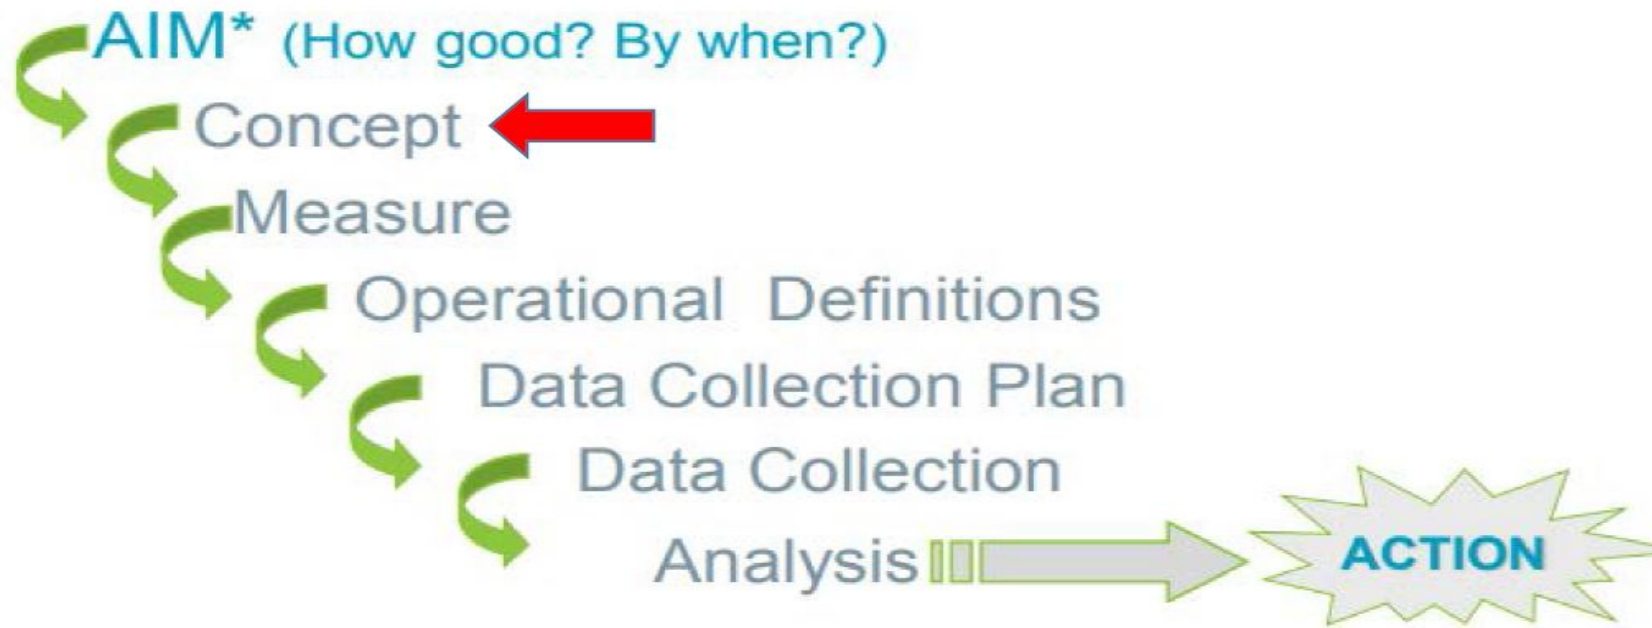 AIM* (How good? By when?)
Concept
Measure
Operational Definitions
Data Collection Plan
Data Collection
Analysis
ACTION